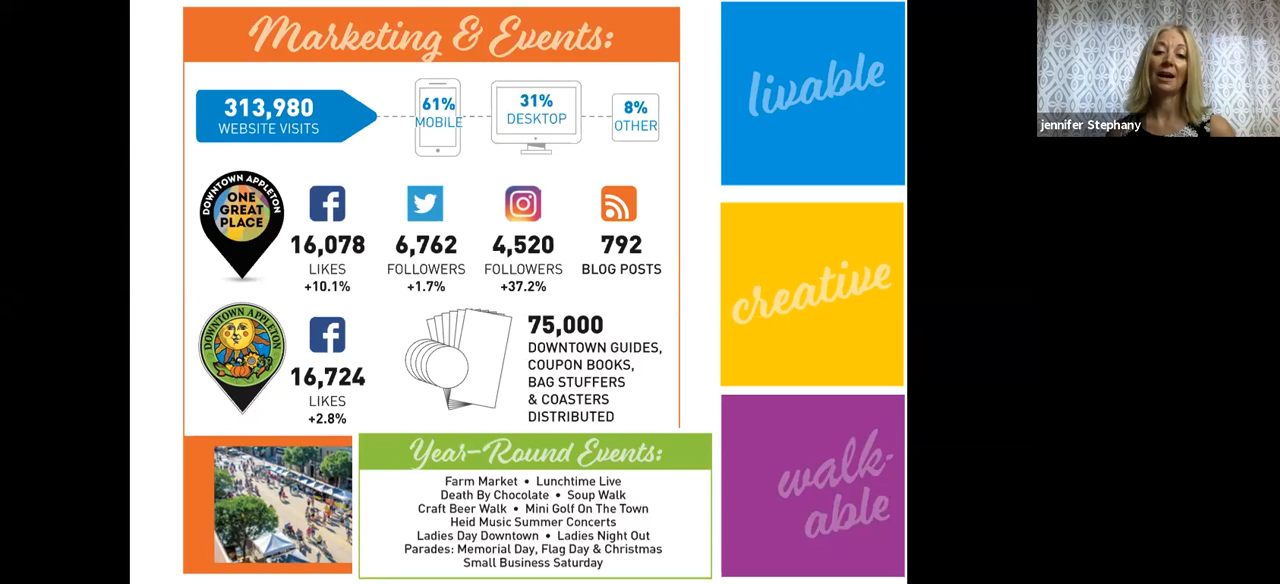 Marketing & Events:
313,980
WEBSITE VISITS
61%
MOBILE
31%
DESKTOP
8%
OTHER
DOWNTOWN APPLETON
ONE
GREAT
PLACE
16,078
LIKES
+10.1%
6,762
FOLLOWERS
+1.7%
4,520
FOLLOWERS
+37.2%
792
BLOG POSTS
DOWNTOWN APPLETON
16,724
LIKES
+2.8%
75,000
DOWNTOWN GUIDES,
COUPON BOOKS,
BAG STUFFERS
& COASTERS
DISTRIBUTED
Year-Round Events:
Farm Market • Lunchtime Live
Death By Chocolate • Soup Walk
Craft Beer Walk • Mini Golf On The Town
Heid Music Summer Concerts
Ladies Day Downtown • Ladies Night Out
Parades: Memorial Day, Flag Day & Christmas
Small Business Saturday
livable
creative
walk-
able
jennifer Stephany